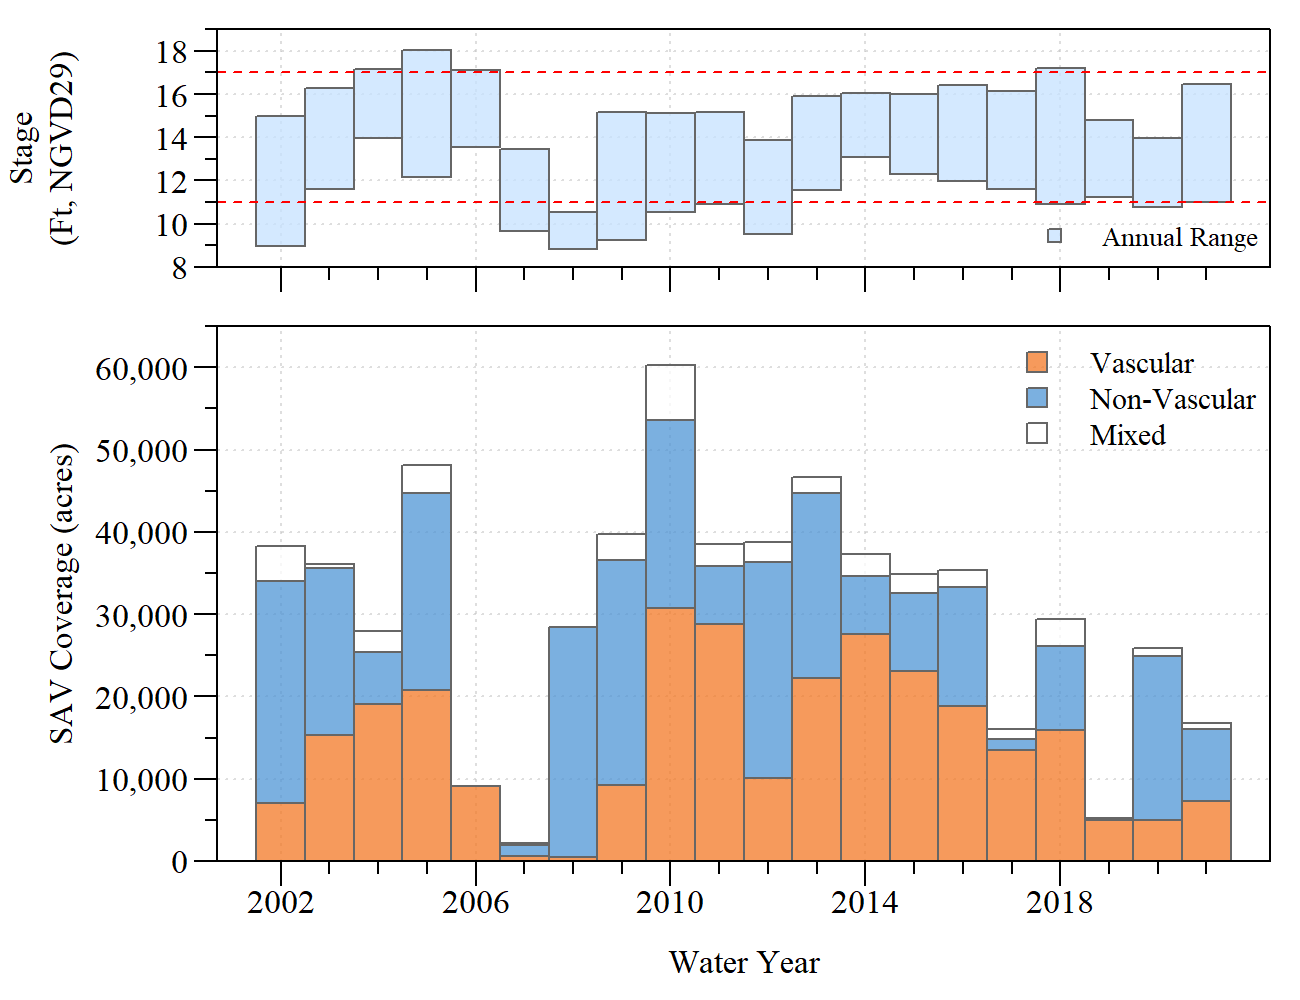 Stage
(Ft, NGVD29)
18
16
14
12
10
8
Annual Range
SAV Coverage (acres)
60,000
50,000
40,000
30,000
20,000
10,000
0
Vascular
Non-Vascular
Mixed
2002
2006
2010
2014
2018
Water Year